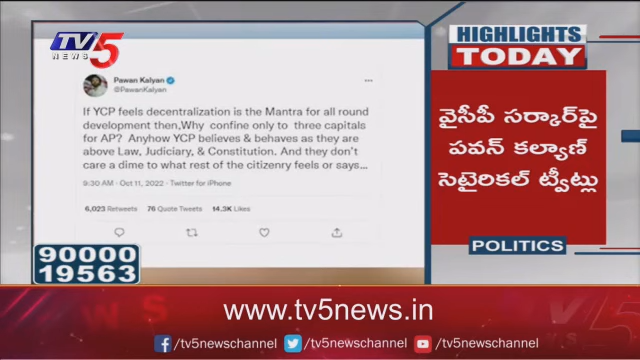 TV5
NEWS
HIGHLIGHTS
TODAY
Pawan Kalyan
@PawanKalyan
If YCP feels decentralization is the Mantra for all round
development then,Why confine only to three capitals
for AP? Anyhow YCP believes & behaves as they are
above Law, Judiciary, & Constitution. And they don't
care a dime to what rest of the citizenry feels or says...
9:30 AM · Oct 11, 2022 · Twitter for iPhone
6,023 Retweets 76 Quote Tweets 14.3K Likes
వైసీపీ సర్కార్‌పై
పవన్ కల్యాణ్
సెటైరికల్ ట్వీట్లు
POLITICS
90000
19563
www.tv5news.in
/tv5newschannel /tv5newschannel /tv5newschannel